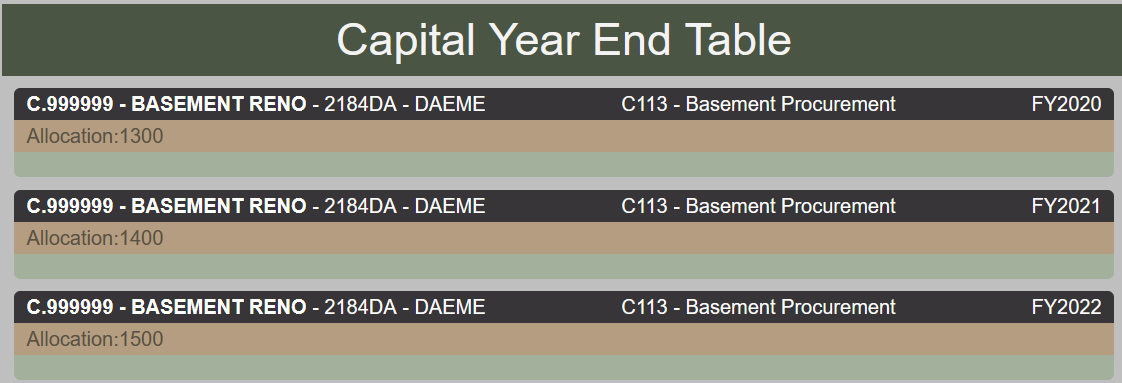 Capital Year End Table
C.999999 - BASEMENT RENO - 2184DA - DAEME C113 - Basement Procurement FY2020
Allocation:1300
C.999999 - BASEMENT RENO - 2184DA - DAEME C113 - Basement Procurement FY2021
Allocation:1400
C.999999 - BASEMENT RENO - 2184DA - DAEME C113 - Basement Procurement FY2022
Allocation:1500